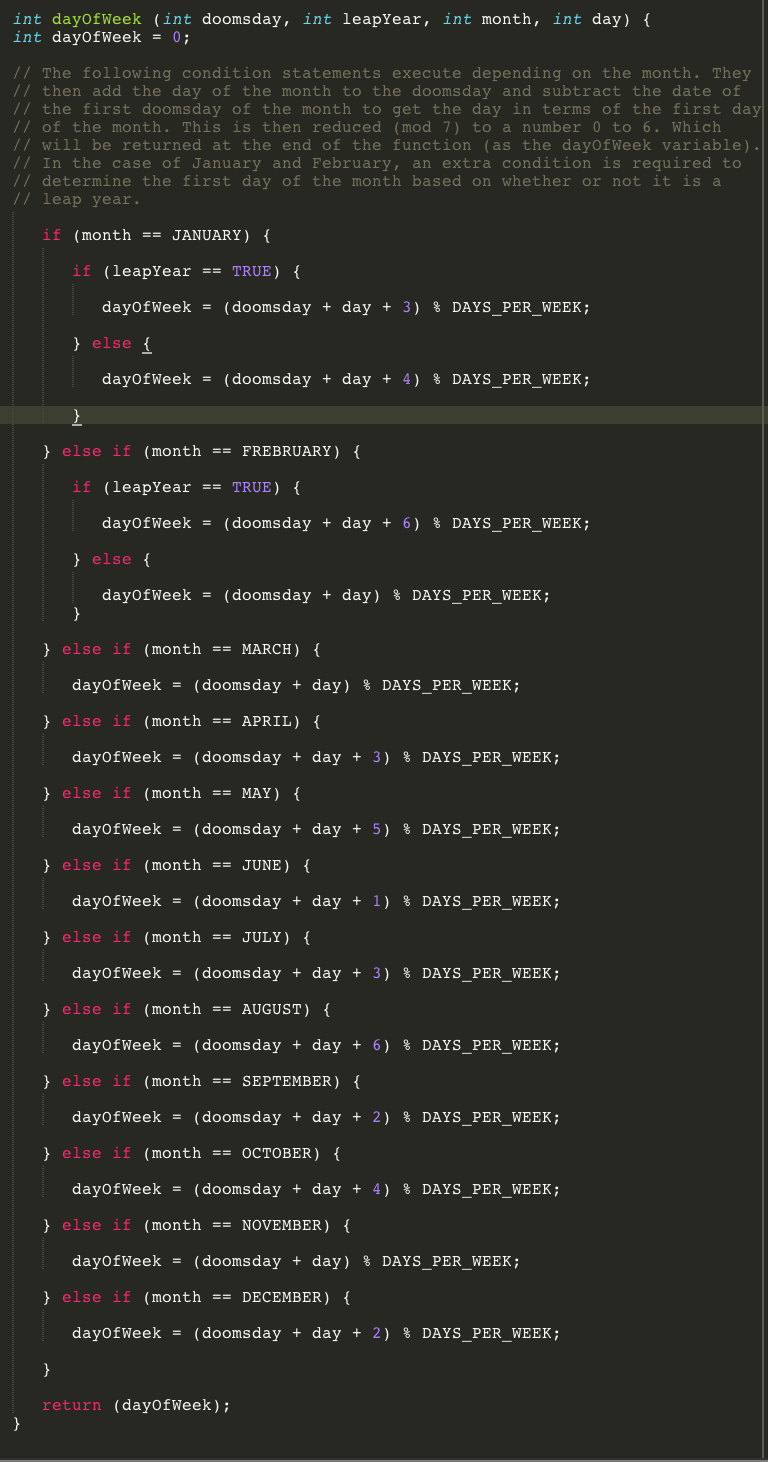 int dayOfWeek (int doomsday, int leapYear, int month, int day) {
int dayOfWeek = 0;
// The following condition statements execute depending on the month. They
// then add the day of the month to the doomsday and subtract the date of
// the first doomsday of the month to get the day in terms of the first day
// of the month. This is then reduced (mod 7) to a number 0 to 6. Which
// will be returned at the end of the function (as the dayOfWeek variable).
// In the case of January and February, an extra condition is required to
// determine the first day of the month based on whether or not it is a
// leap year.
if (month == JANUARY) {
if (leapYear == TRUE) {
dayOfWeek = (doomsday + day + 3) % DAYS_PER_WEEK;
} else {
dayOfWeek = (doomsday + day + 4) % DAYS_PER_WEEK;
}
} else if (month == FREBRUARY) {
if (leapYear == TRUE) {
dayOfWeek = (doomsday + day + 6) % DAYS_PER_WEEK;
} else {
dayOfWeek = (doomsday + day) % DAYS_PER_WEEK;
}
} else if (month == MARCH) {
dayOfWeek = (doomsday + day) % DAYS_PER_WEEK;
} else if (month == APRIL) {
dayOfWeek = (doomsday + day + 3) % DAYS_PER_WEEK;
} else if (month == MAY) {
dayOfWeek = (doomsday + day + 5) % DAYS_PER_WEEK;
} else if (month == JUNE) {
dayOfWeek = (doomsday + day + 1) % DAYS_PER_WEEK;
} else if (month == JULY) {
dayOfWeek = (doomsday + day + 3) % DAYS_PER_WEEK;
} else if (month == AUGUST) {
dayOfWeek = (doomsday + day + 6) % DAYS_PER_WEEK;
} else if (month == SEPTEMBER) {
dayOfWeek = (doomsday + day + 2) % DAYS_PER_WEEK;
} else if (month == OCTOBER) {
dayOfWeek = (doomsday + day + 4) % DAYS_PER_WEEK;
} else if (month == NOVEMBER) {
dayOfWeek = (doomsday + day) % DAYS_PER_WEEK;
} else if (month == DECEMBER) {
dayOfWeek = (doomsday + day + 2) % DAYS_PER_WEEK;
}
return (dayOfWeek);
}